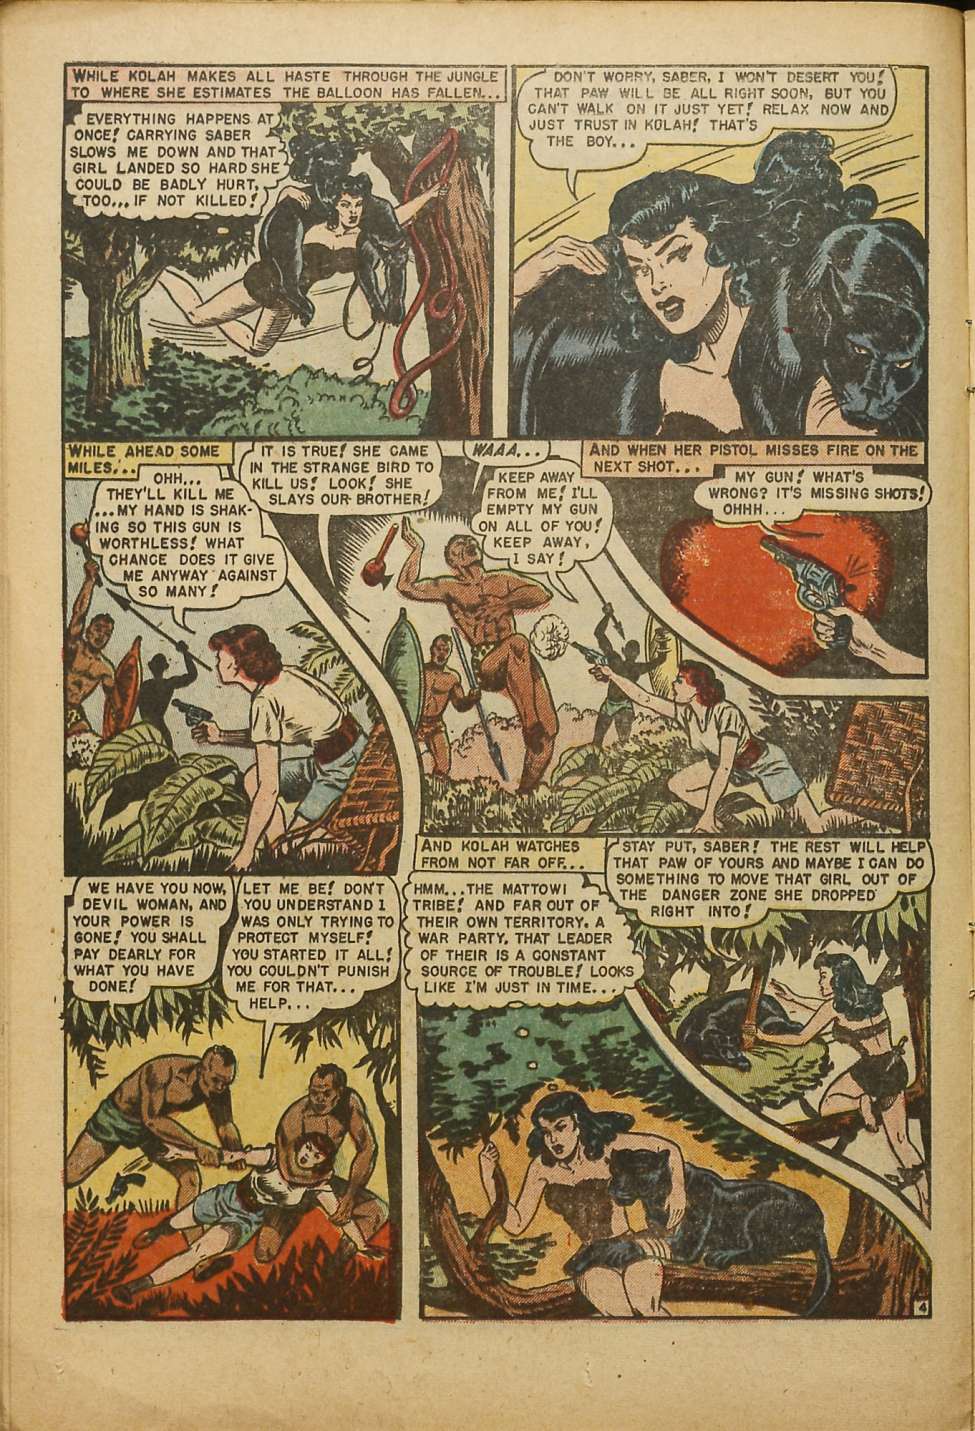 WHILE KOLAH MAKES ALL HASTE THROUGH THE JUNGLE
TO WHERE SHE ESTIMATES THE BALLOON HAS FALLEN...
EVERYTHING HAPPENS AT
ONCE! CARRYING SABER
SLOWS ME DOWN AND THAT
GIRL LANDED SO HARD SHE
COULD BE BADLY HURT,
TOO... IF NOT KILLED!
DON'T WORRY, SABER, I WON'T DESERT YOU!
THAT PAW WILL BE ALL RIGHT SOON, BUT YOU
CAN'T WALK ON IT JUST YET! RELAX NOW AND
JUST TRUST IN KOLAH! THAT'S
THE BOY...
WHILE AHEAD SOME
MILES...
OHH...
THEY'LL KILL ME
...MY HAND IS SHAK-
ING SO THIS GUN IS
WORTHLESS! WHAT
CHANCE DOES IT GIVE
ME ANYWAY AGAINST
SO MANY!
IT IS TRUE! SHE CAME
IN THE STRANGE BIRD TO
KILL US! LOOK! SHE
SLAYS OUR BROTHER!
WAAA...
KEEP AWAY
FROM ME! I'LL
EMPTY MY GUN
ON ALL OF YOU!
KEEP AWAY,
I SAY!
AND WHEN HER PISTOL MISSES FIRE ON THE
NEXT SHOT...
MY GUN! WHAT'S
WRONG? IT'S MISSING SHOTS!
OHHH...
WE HAVE YOU NOW,
DEVIL WOMAN, AND
YOUR POWER IS
GONE! YOU SHALL
PAY DEARLY FOR
WHAT YOU HAVE
DONE!
LET ME BE! DON'T
YOU UNDERSTAND I
WAS ONLY TRYING TO
PROTECT MYSELF!
YOU STARTED IT ALL!
YOU COULDN'T PUNISH
ME FOR THAT...
HELP...
AND KOLAH WATCHES
FROM NOT FAR OFF...
HMM...THE MATTOWI
TRIBE! AND FAR OUT OF
THEIR OWN TERRITORY. A
WAR PARTY. THAT LEADER
OF THEIR IS A CONSTANT
SOURCE OF TROUBLE! LOOKS
LIKE I'M JUST IN TIME...
STAY PUT, SABER! THE REST WILL HELP
THAT PAW OF YOURS AND MAYBE I CAN DO
SOMETHING TO MOVE THAT GIRL OUT OF
THE DANGER ZONE SHE DROPPED
RIGHT INTO!
4